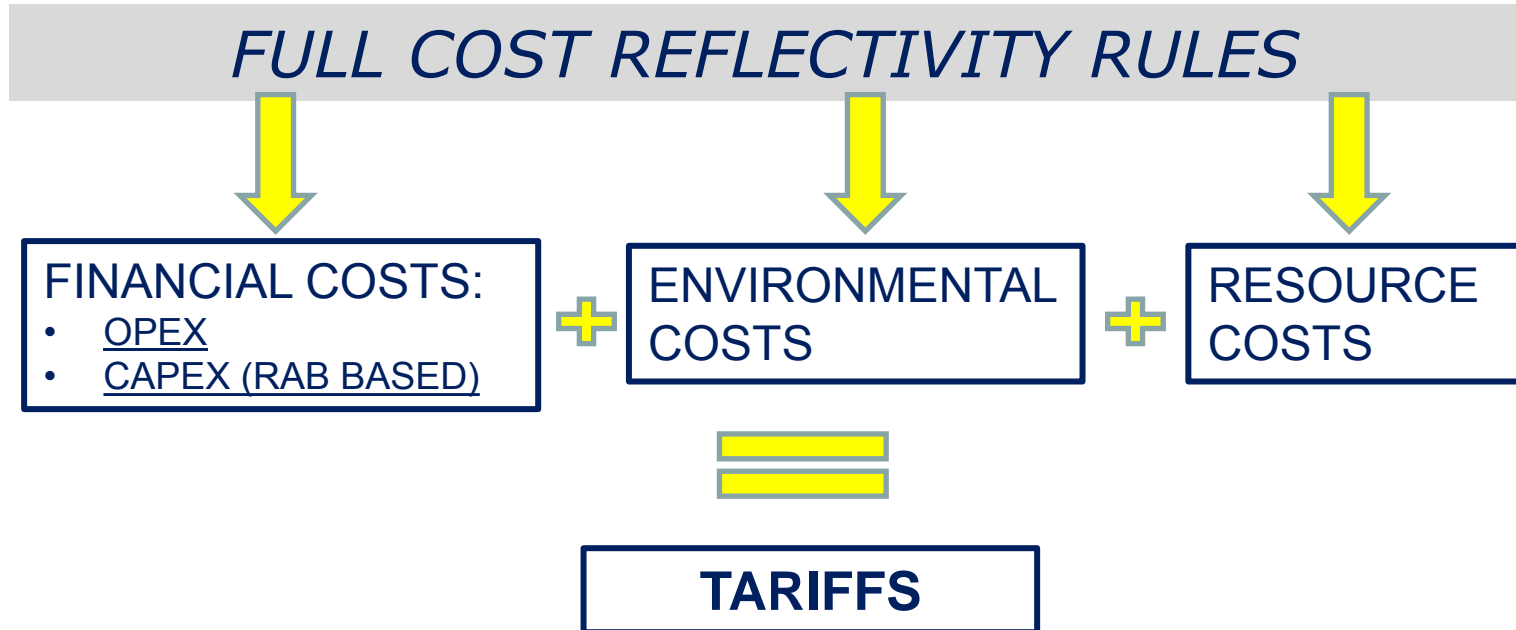 FULL COST REFLECTIVITY RULES
FINANCIAL COSTS:
• OPEX
• CAPEX (RAB BASED)
ENVIRONMENTAL
COSTS
RESOURCE
COSTS
TARIFFS